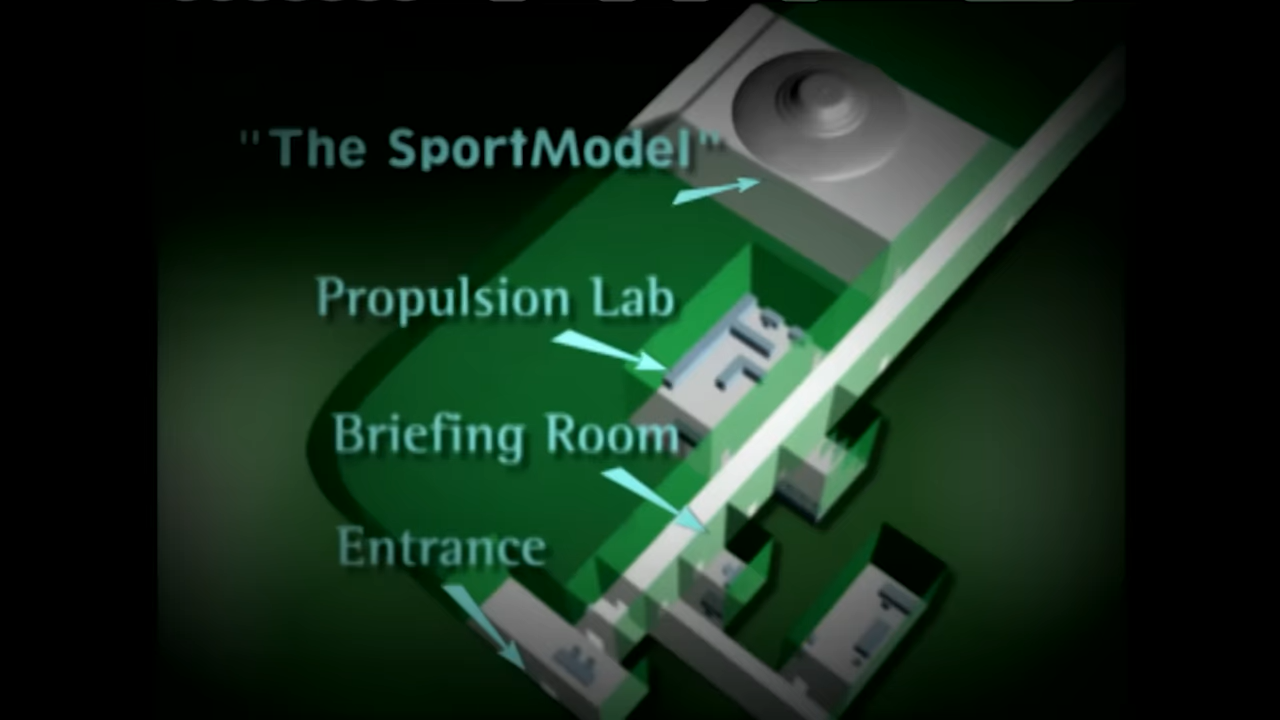 "The SportModel"
Propulsion Lab
Briefing Room
Entrance